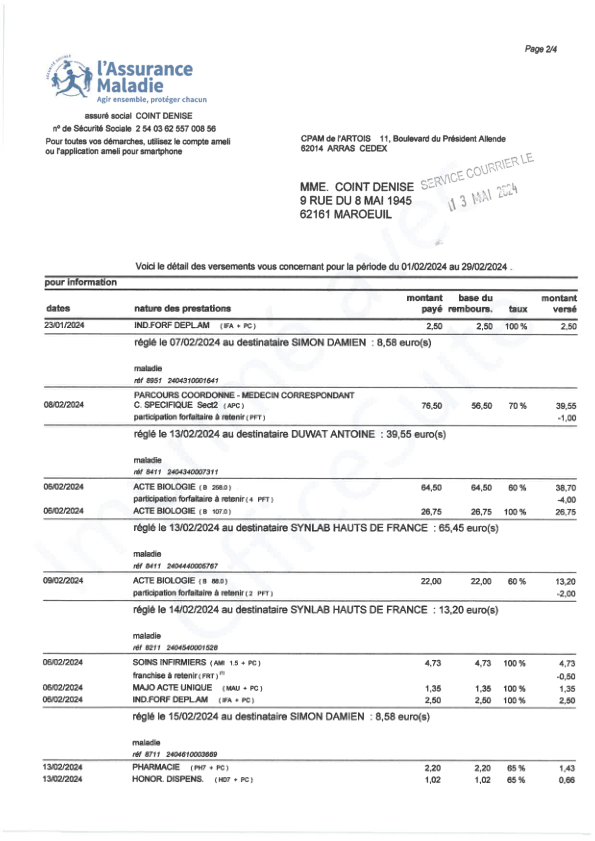 Page 2/4
SÉCURITÉ SOCIALE
l'Assurance
Maladie
Agir ensemble, protéger chacun
assuré social COINT DENISE
n° de Sécurité Sociale 2 54 03 62 557 008 56
Pour toutes vos démarches, utilisez le compte ameli
ou l'application ameli pour smartphone
CPAM de l'ARTOIS 11, Boulevard du Président Allende
62014 ARRAS CEDEX
MME. COINT DENISE
9 RUE DU 8 MAI 1945
62161 MAROEUIL
SERVICE COURRIER LE
13 MAI 2024
Voici le détail des versements vous concernant pour la période du 01/02/2024 au 29/02/2024 .
pour information
dates nature des prestations montant payé base du rembours. taux montant versé
23/01/2024 IND.FORF DEPL.AM (IFA + PC) 2,50 2,50 100 % 2,50
réglé le 07/02/2024 au destinataire SIMON DAMIEN : 8,58 euro(s)
maladie
réf 8951 2404310001641
PARCOURS COORDONNE - MEDECIN CORRESPONDANT
08/02/2024 C. SPECIFIQUE Sect2 (APC) 76,50 56,50 70 % 39,55
participation forfaitaire à retenir (PFT) -1,00
réglé le 13/02/2024 au destinataire DUWAT ANTOINE : 39,55 euro(s)
maladie
réf 8411 2404340007311
06/02/2024 ACTE BIOLOGIE (B 258.0) 64,50 64,50 60 % 38,70
participation forfaitaire à retenir (4 PFT) -4,00
06/02/2024 ACTE BIOLOGIE (B 107.0) 26,75 26,75 100 % 26,75
réglé le 13/02/2024 au destinataire SYNLAB HAUTS DE FRANCE : 65,45 euro(s)
maladie
réf 8411 2404440005767
09/02/2024 ACTE BIOLOGIE (B 88.0) 22,00 22,00 60 % 13,20
participation forfaitaire à retenir (2 PFT) -2,00
réglé le 14/02/2024 au destinataire SYNLAB HAUTS DE FRANCE : 13,20 euro(s)
maladie
réf 8211 2404540001528
06/02/2024 SOINS INFIRMIERS (AMI 1.5 + PC) 4,73 4,73 100 % 4,73
franchise à retenir (FRT) (1) -0,50
06/02/2024 MAJO ACTE UNIQUE (MAU + PC) 1,35 1,35 100 % 1,35
06/02/2024 IND.FORF DEPL.AM (IFA + PC) 2,50 2,50 100 % 2,50
réglé le 15/02/2024 au destinataire SIMON DAMIEN : 8,58 euro(s)
maladie
réf 8711 2404610003669
13/02/2024 PHARMACIE (PH7 + PC) 2,20 2,20 65 % 1,43
13/02/2024 HONOR. DISPENS. (HD7 + PC) 1,02 1,02 65 % 0,66